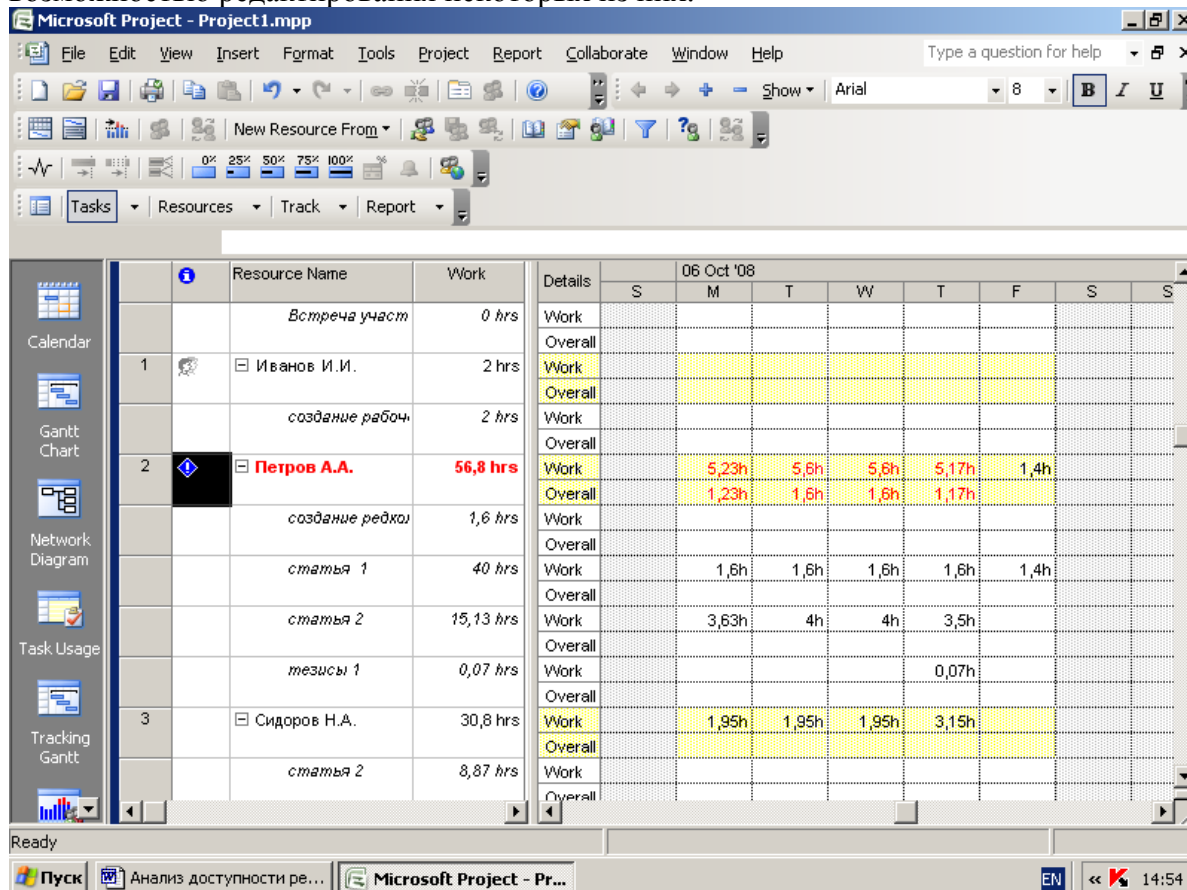 возможностью редактирования некоторых из них.
Microsoft Project - Project1.mpp
File Edit View Insert Format Tools Project Report Collaborate Window Help Type a question for help
Show Arial 8 B I U
New Resource From
0% 25% 50% 75% 100%
Tasks Resources Track Report
Resource Name Work Details 06 Oct '08
S M T W T F S S
Встреча участ 0 hrs Work
Overall
1 Иванов И.И. 2 hrs Work
Overall
создание рабоч 2 hrs Work
Overall
2 Петров А.А. 56,8 hrs Work 5,23h 5,6h 5,6h 5,17h 1,4h
Overall 1,23h 1,6h 1,6h 1,17h
создание редкол 1,6 hrs Work
Overall
статья 1 40 hrs Work 1,6h 1,6h 1,6h 1,6h 1,4h
Overall
статья 2 15,13 hrs Work 3,63h 4h 4h 3,5h
Overall
тезисы 1 0,07 hrs Work 0,07h
Overall
3 Сидоров Н.А. 30,8 hrs Work 1,95h 1,95h 1,95h 3,15h
Overall
статья 2 8,87 hrs Work
Overall
Calendar
Gantt
Chart
Network
Diagram
Task Usage
Tracking
Gantt
Ready
Пуск Анализ доступности ре... Microsoft Project - Pr... EN « 14:54